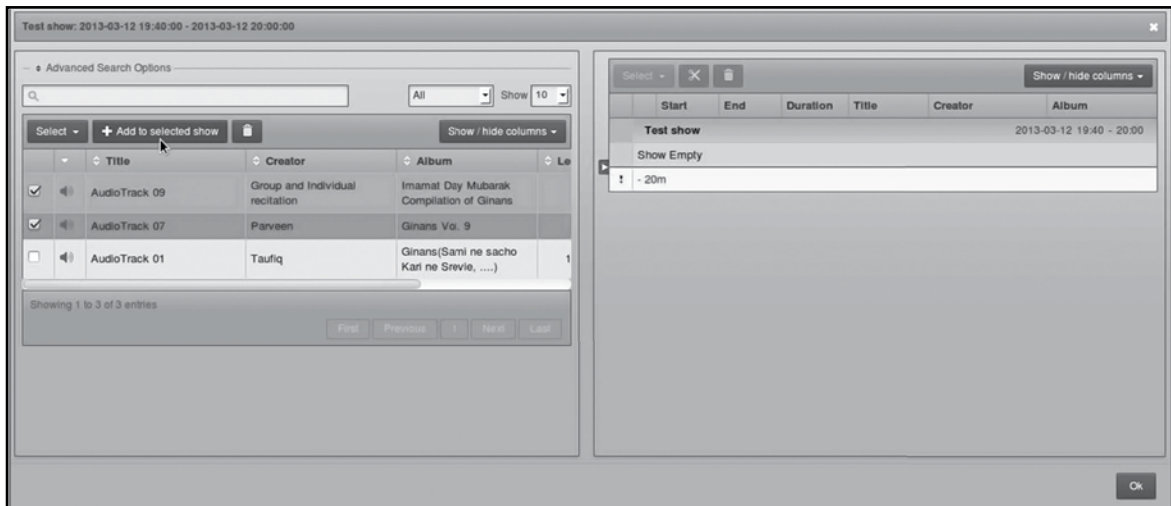 Test show: 2013-03-12 19:40:00 - 2013-03-12 20:00:00
Advanced Search Options
All Show 10
Select + Add to selected show Show / hide columns
Title Creator Album Le
AudioTrack 09 Group and Individual recitation Imamat Day Mubarak Compilation of Ginans
AudioTrack 07 Parveen Ginans Vol. 9
AudioTrack 01 Taufiq Ginans(Sami ne sacho Kari ne Srevie, ....) 1
Showing 1 to 3 of 3 entries
First Previous 1 Next Last
Select Show / hide columns
Start End Duration Title Creator Album
Test show 2013-03-12 19:40 - 20:00
Show Empty
! - 20m
Ok